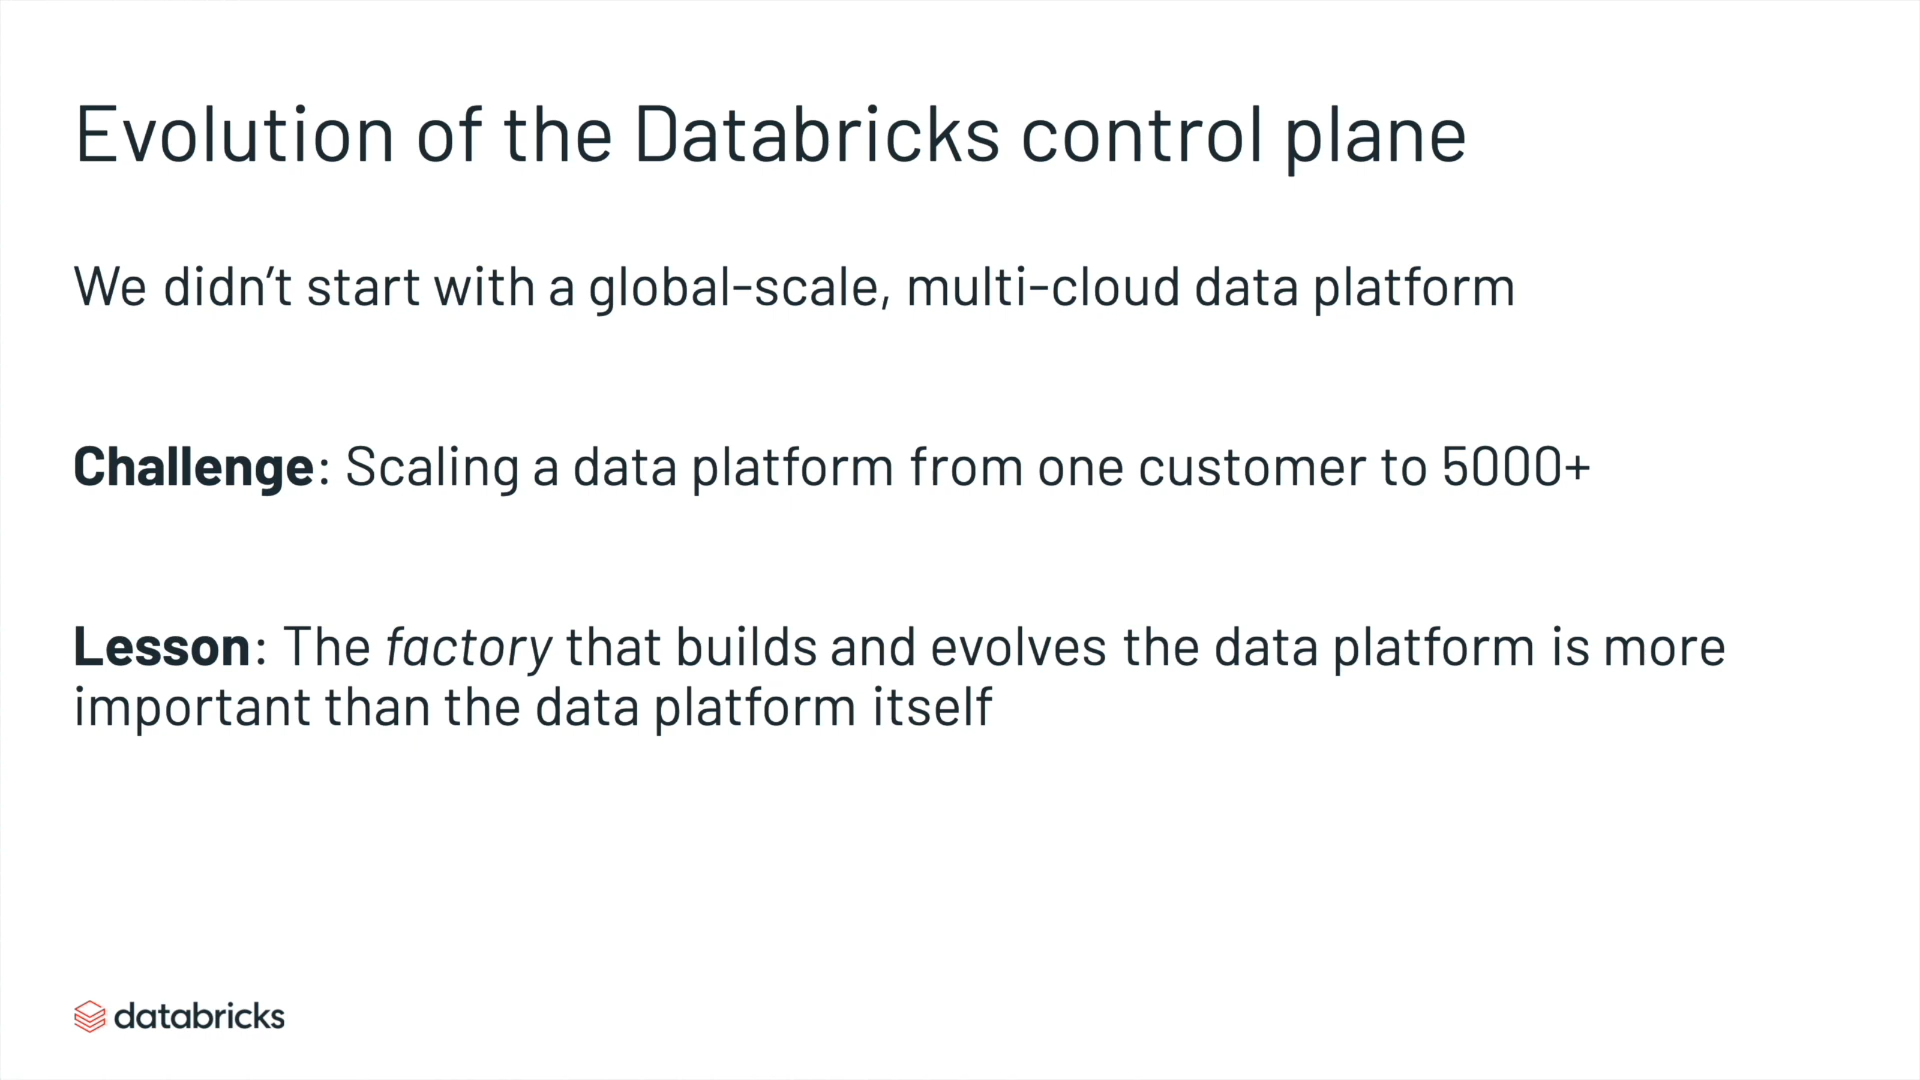 Evolution of the Databricks control plane
We didn’t start with a global-scale, multi-cloud data platform
Challenge: Scaling a data platform from one customer to 5000+
Lesson: The factory that builds and evolves the data platform is more
important than the data platform itself
databricks